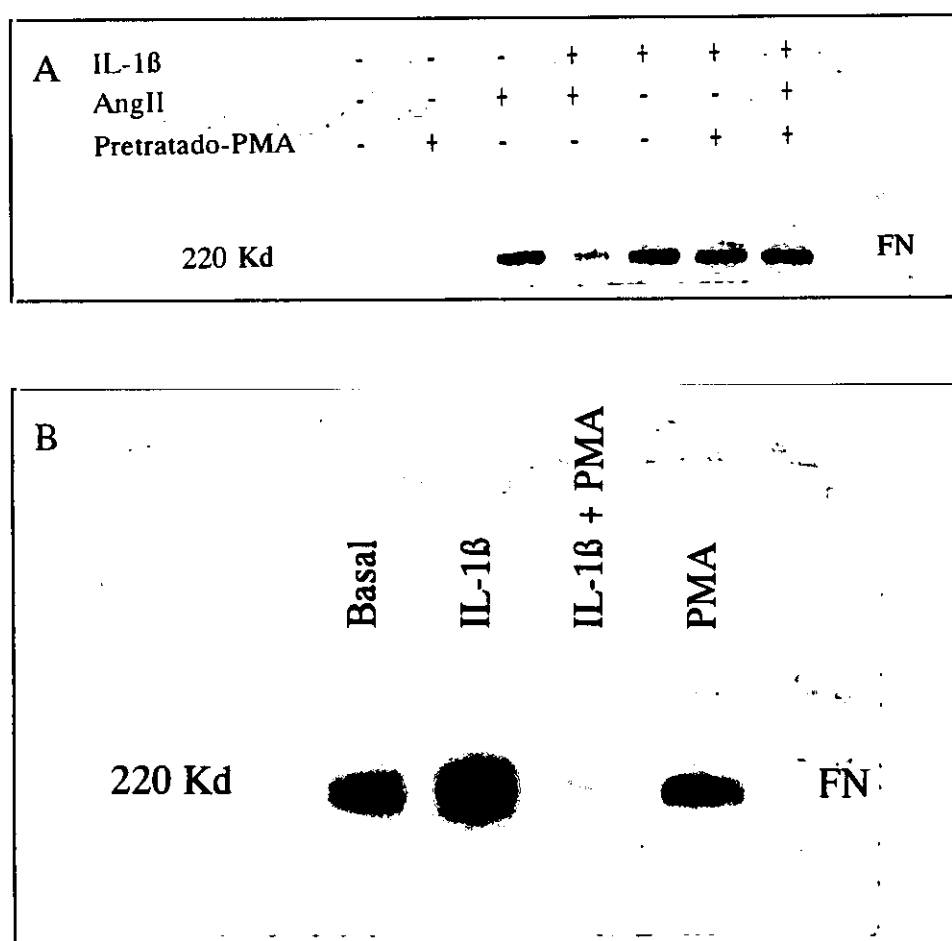 A
IL-1ß - - - + + + +
AngII - - + + - - +
Pretratado-PMA - + - - - + +
220 Kd FN
B
Basal
IL-1ß
IL-1ß + PMA
PMA
220 Kd FN